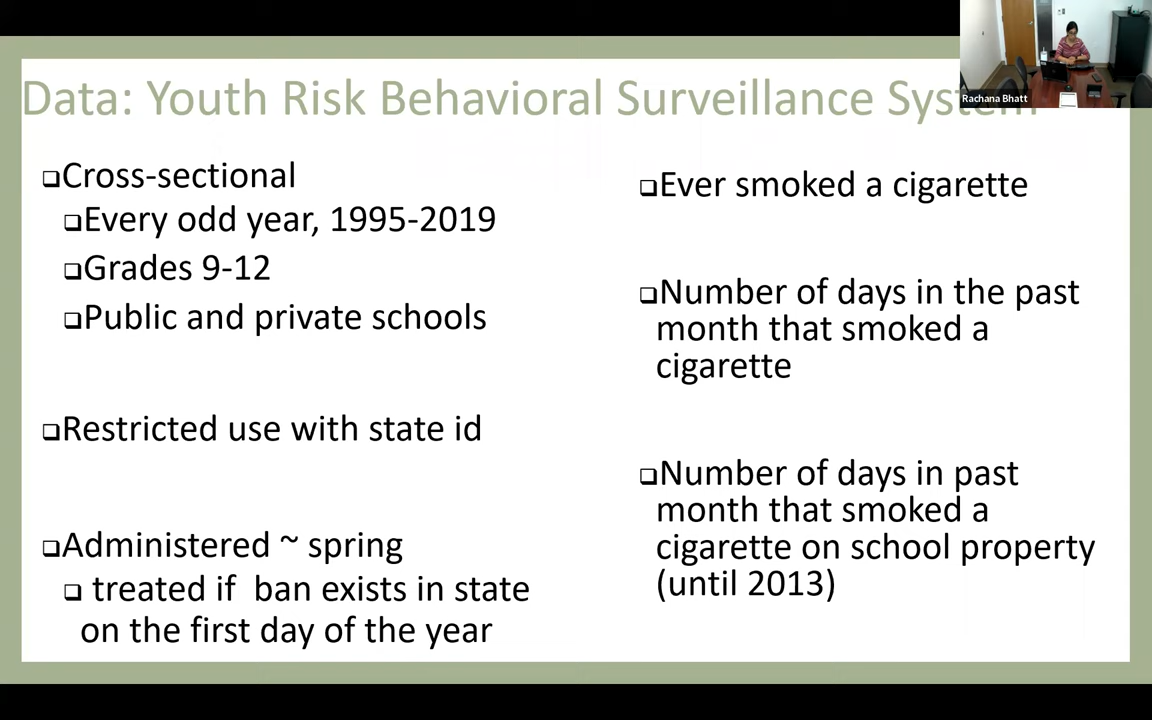 Data: Youth Risk Behavioral Surveillance System
Rachana Bhatt
❑Cross-sectional
❑Every odd year, 1995-2019
❑Grades 9-12
❑Public and private schools
❑Restricted use with state id
❑Administered ~ spring
❑ treated if ban exists in state
on the first day of the year
❑Ever smoked a cigarette
❑Number of days in the past
month that smoked a
cigarette
❑Number of days in past
month that smoked a
cigarette on school property
(until 2013)